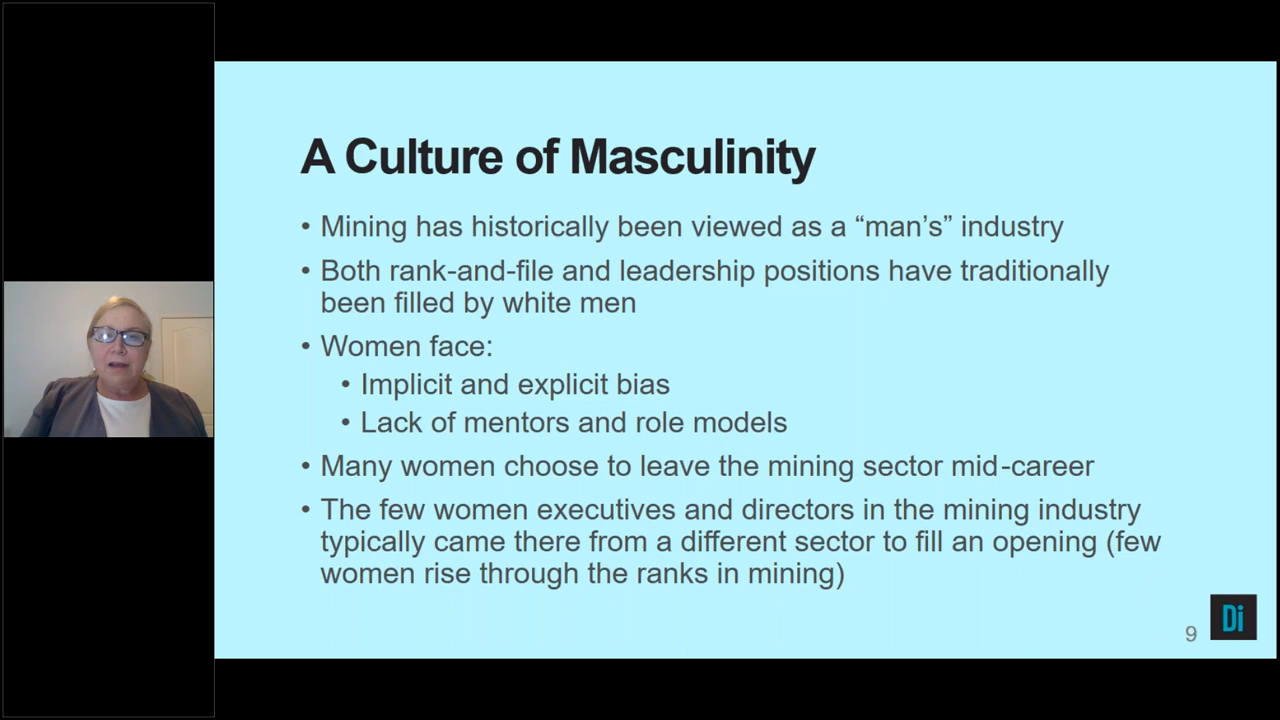 A Culture of Masculinity
• Mining has historically been viewed as a “man’s” industry
• Both rank-and-file and leadership positions have traditionally
been filled by white men
• Women face:
• Implicit and explicit bias
• Lack of mentors and role models
• Many women choose to leave the mining sector mid-career
• The few women executives and directors in the mining industry
typically came there from a different sector to fill an opening (few
women rise through the ranks in mining)
9
Di